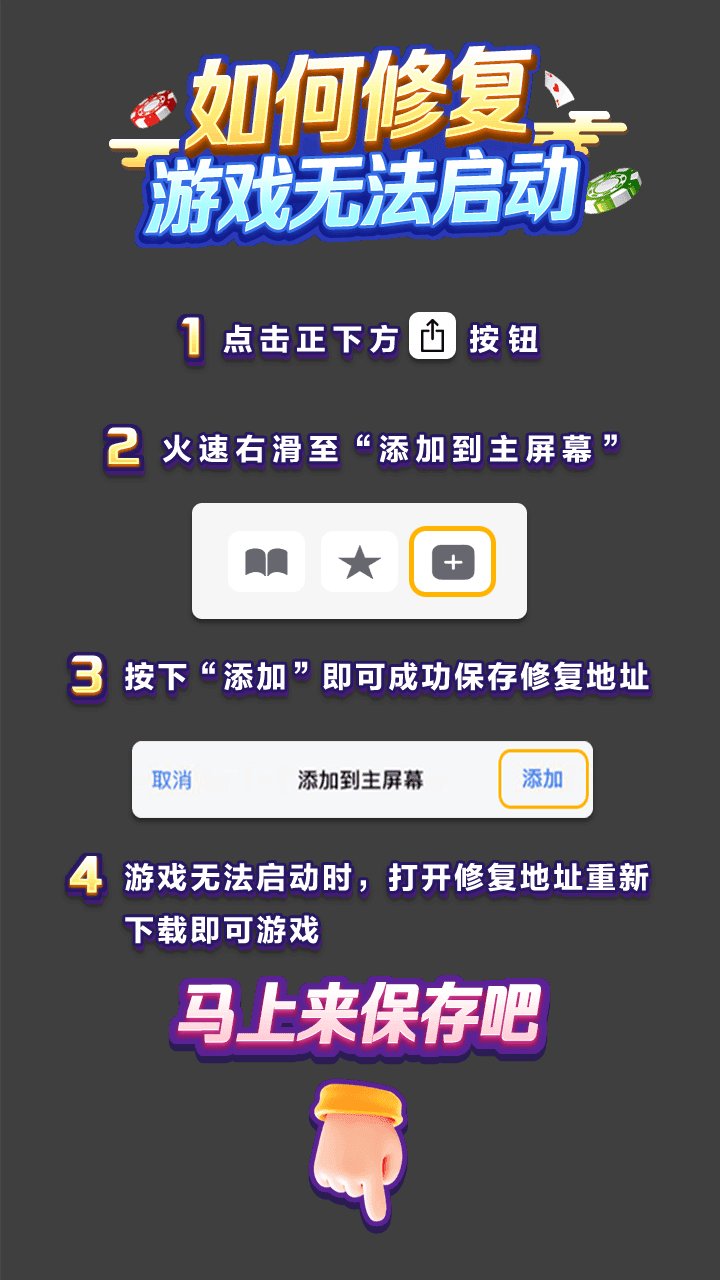 如何修复
游戏无法启动
1 点击正下方 按钮
2 火速右滑至“添加到主屏幕”
3 按下“添加”即可成功保存修复地址
取消 添加到主屏幕 添加
4 游戏无法启动时，打开修复地址重新
下载即可游戏
马上来保存吧